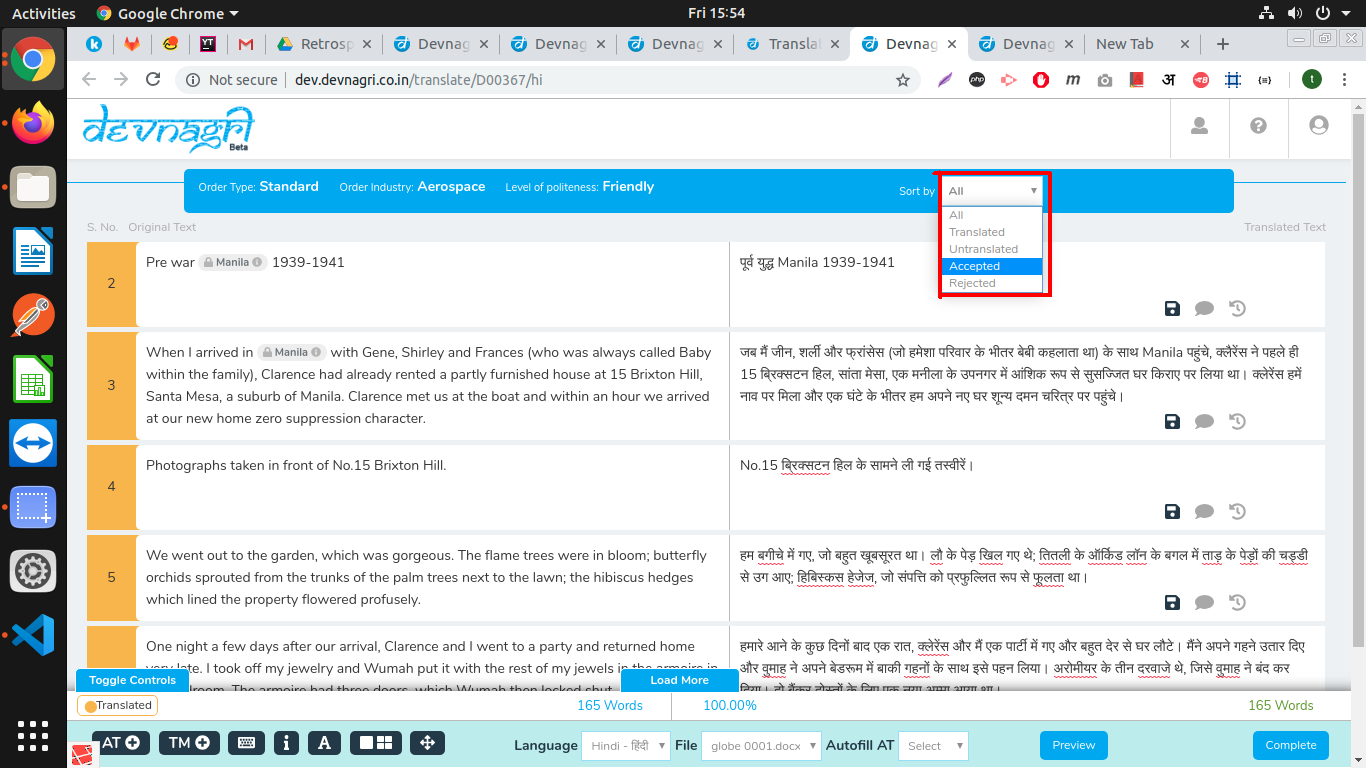 Activities
Google Chrome
Fri 15:54
Retrosp
Devnag
Devnag
Devnag
Translat
Devnag
Devnag
New Tab
Not secure
dev.devnagri.co.in/translate/D00367/hi
devnagri
Beta
Order Type: Standard Order Industry: Aerospace Level of politeness: Friendly
Sort by All
All
Translated
Untranslated
Accepted
Rejected
S. No. Original Text
Translated Text
2
Pre war Manila 1939-1941
पूर्व युद्ध Manila 1939-1941
3
When I arrived in Manila with Gene, Shirley and Frances (who was always called Baby
within the family), Clarence had already rented a partly furnished house at 15 Brixton Hill,
Santa Mesa, a suburb of Manila. Clarence met us at the boat and within an hour we arrived
at our new home zero suppression character.
जब मैं जीन, शर्ली और फ्रांसेस (जो हमेशा परिवार के भीतर बेबी कहलाता था) के साथ Manila पहुंचे, क्लैरेंस ने पहले ही
15 ब्रिक्सटन हिल, सांता मेसा, एक मनीला के उपनगर में आंशिक रूप से सुसज्जित घर किराए पर लिया था। क्लेरेंस हमें
नाव पर मिला और एक घंटे के भीतर हम अपने नए घर शून्य दमन चरित्र पर पहुंचे।
4
Photographs taken in front of No.15 Brixton Hill.
No.15 ब्रिक्सटन हिल के सामने ली गई तस्वीरें।
5
We went out to the garden, which was gorgeous. The flame trees were in bloom; butterfly
orchids sprouted from the trunks of the palm trees next to the lawn; the hibiscus hedges
which lined the property flowered profusely.
हम बगीचे में गए, जो बहुत खूबसूरत था। लौ के पेड़ खिल गए थे; तितली के ऑर्किड लॉन के बगल में ताड़ के पेड़ों की चड्डी
से उग आए; हिबिस्कस हेजेज, जो संपत्ति को प्रफुल्लित रूप से फूलता था।
One night a few days after our arrival, Clarence and I went to a party and returned home
very late. I took off my jewelry and Wumah put it with the rest of my jewels in the armoire in
room. The armoire had three doors, which Wumah then locked shut.
हमारे आने के कुछ दिनों बाद एक रात, क्लेरेंस और मैं एक पार्टी में गए और बहुत देर से घर लौटे। मैंने अपने गहने उतार दिए
और वुमाह ने अपने बेडरूम में बाकी गहनों के साथ इसे पहन लिया। अरोमीयर के तीन दरवाजे थे, जिसे वुमाह ने बंद कर
Toggle Controls
Load More
Translated
165 Words
100.00%
165 Words
AT
TM
i
A
Language Hindi - हिंदी File globe 0001.docx Autofill AT Select
Preview
Complete